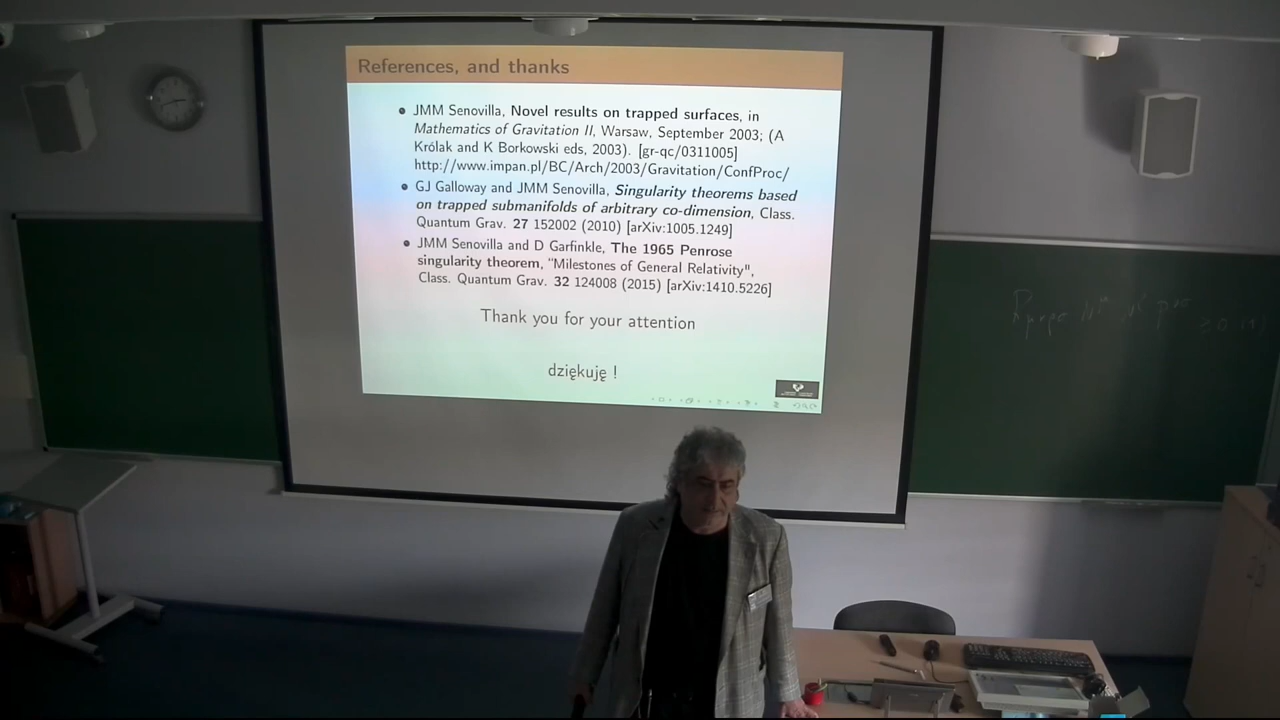 References, and thanks
JMM Senovilla, Novel results on trapped surfaces, in
Mathematics of Gravitation II, Warsaw, September 2003; (A
Królak and K Borkowski eds, 2003). [gr-qc/0311005]
http://www.impan.pl/BC/Arch/2003/Gravitation/ConfProc/
GJ Galloway and JMM Senovilla, Singularity theorems based
on trapped submanifolds of arbitrary co-dimension, Class.
Quantum Grav. 27 152002 (2010) [arXiv:1005.1249]
JMM Senovilla and D Garfinkle, The 1965 Penrose
singularity theorem, "Milestones of General Relativity",
Class. Quantum Grav. 32 124008 (2015) [arXiv:1410.5226]
Thank you for your attention
dziękuję !